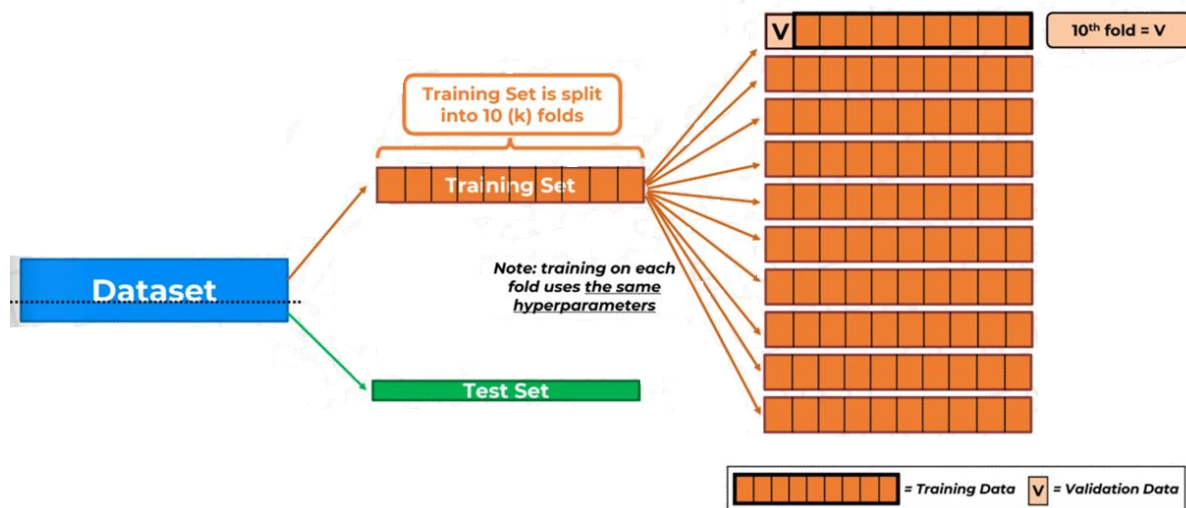 V
10th fold = V
Training Set is split
into 10 (k) folds
Training Set
Note: training on each
fold uses the same
hyperparameters
Dataset
Test Set
= Training Data
V
= Validation Data